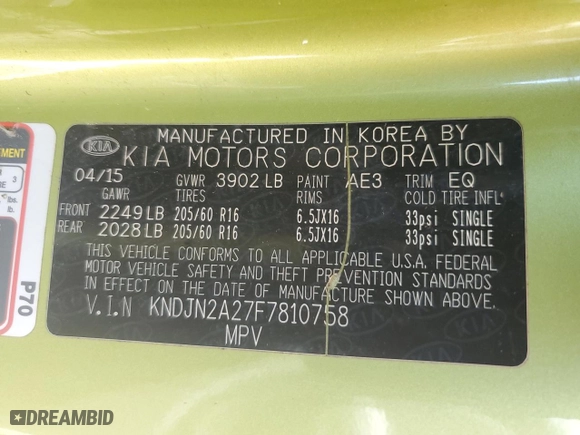 MANUFACTURED IN KOREA BY
KIA KIA MOTORS CORPORATION
04/15 GVWR 3902 LB PAINT AE3 TRIM EQ
GAWR TIRES RIMS COLD TIRE INFL'
FRONT 2249 LB 205/60 R16 6.5JX16 33psi SINGLE
REAR 2028 LB 205/60 R16 6.5JX16 33psi SINGLE
THIS VEHICLE CONFORMS TO ALL APPLICABLE U.S.A. FEDERAL
MOTOR VEHICLE SAFETY AND THEFT PREVENTION STANDARDS
IN EFFECT ON THE DATE OF MANUFACTURE SHOWN ABOVE.
V.I.N KNDJN2A27F7810758
MPV
P70
DREAMBID